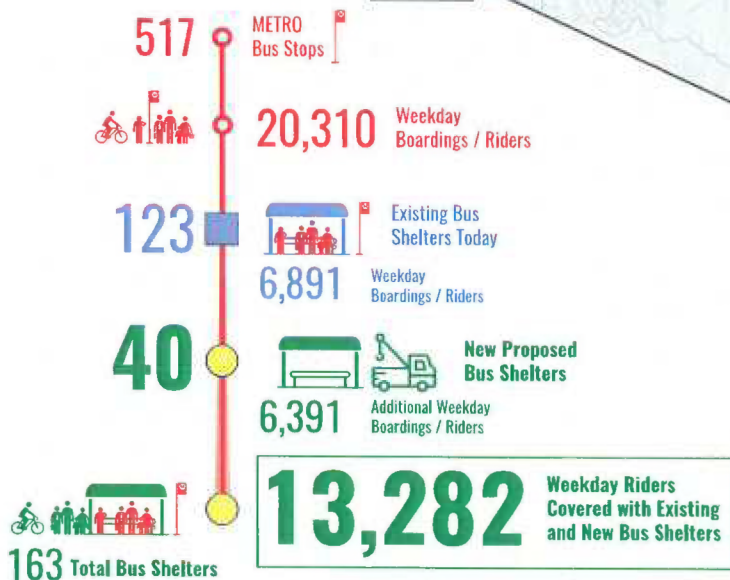 517 METRO
Bus Stops
20,310 Weekday
Boardings / Riders
123 Existing Bus
Shelters Today
6,891 Weekday
Boardings / Riders
40 New Proposed
Bus Shelters
6,391 Additional Weekday
Boardings / Riders
13,282 Weekday Riders
Covered with Existing
and New Bus Shelters
163 Total Bus Shelters